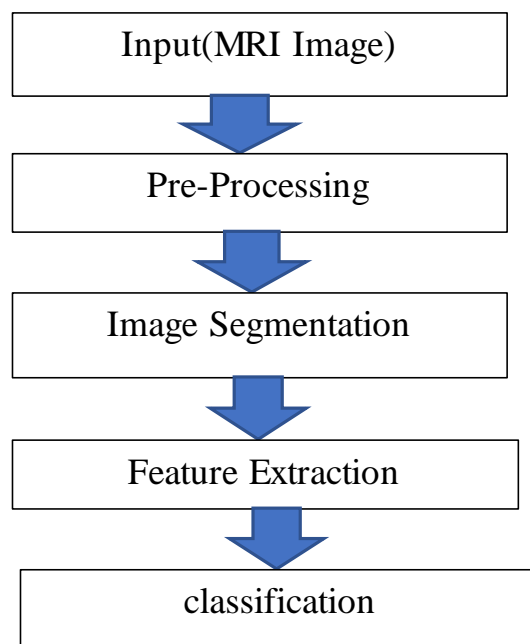 Input(MRI Image)
Pre-Processing
Image Segmentation
Feature Extraction
classification